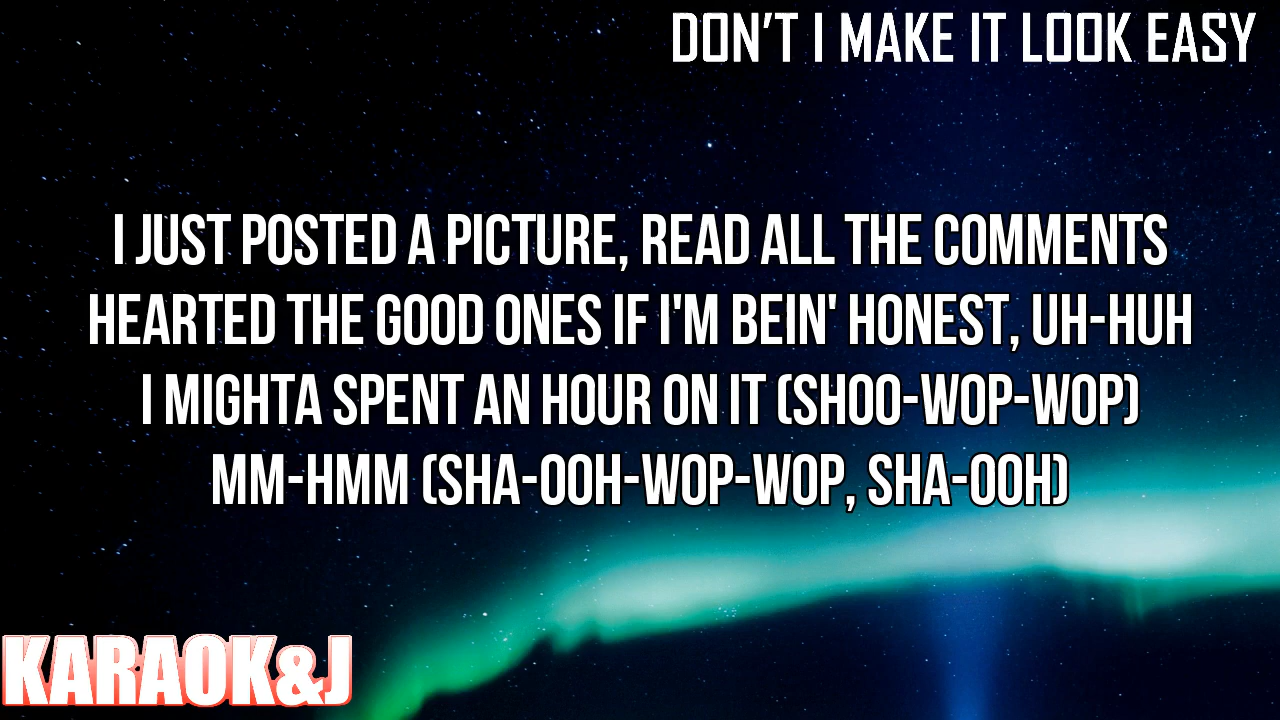 DON'T I MAKE IT LOOK EASY
I JUST POSTED A PICTURE, READ ALL THE COMMENTS
HEARTED THE GOOD ONES IF I'M BEIN' HONEST, UH-HUH
I MIGHTA SPENT AN HOUR ON IT (SHOO-WOP-WOP)
MM-HMM (SHA-OOH-WOP-WOP, SHA-OOH)
KARAOK&J